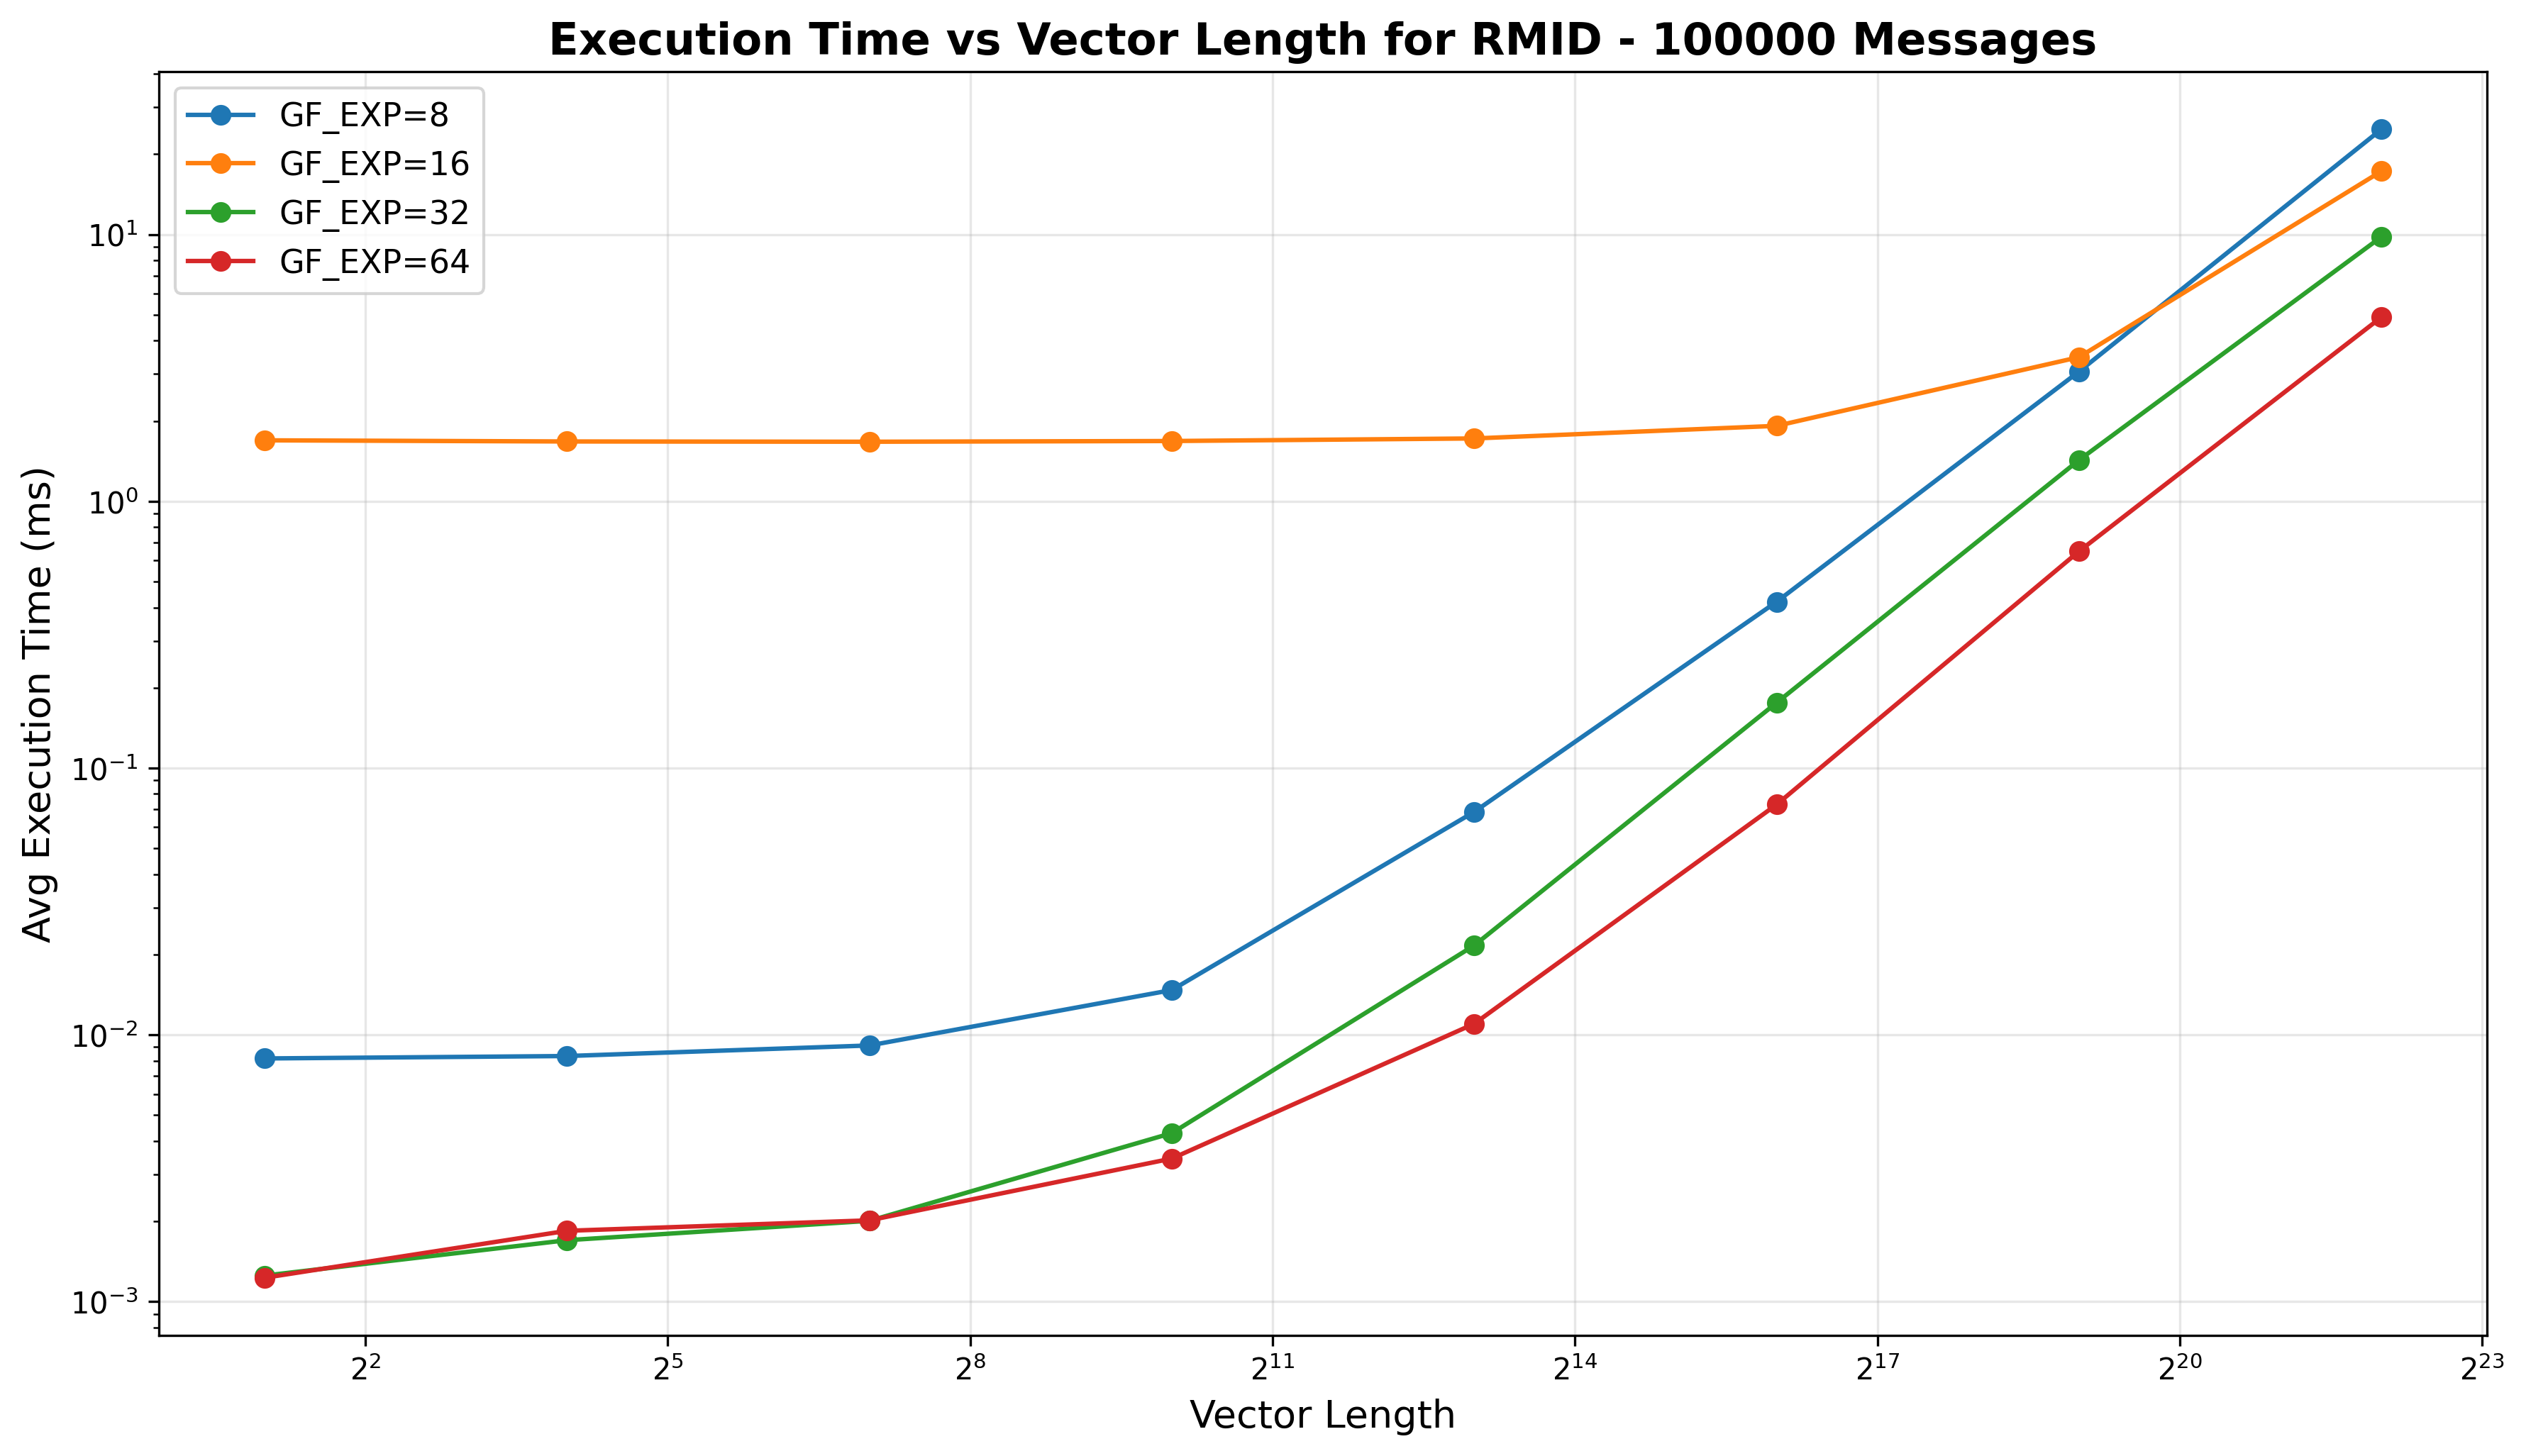 Execution Time vs Vector Length for RMID - 100000 Messages
GF_EXP=8
GF_EXP=16
GF_EXP=32
GF_EXP=64
Avg Execution Time (ms)
10¹
10⁰
10⁻¹
10⁻²
10⁻³
2² 2⁵ 2⁸ 2¹¹ 2¹⁴ 2¹⁷ 2²⁰ 2²³
Vector Length